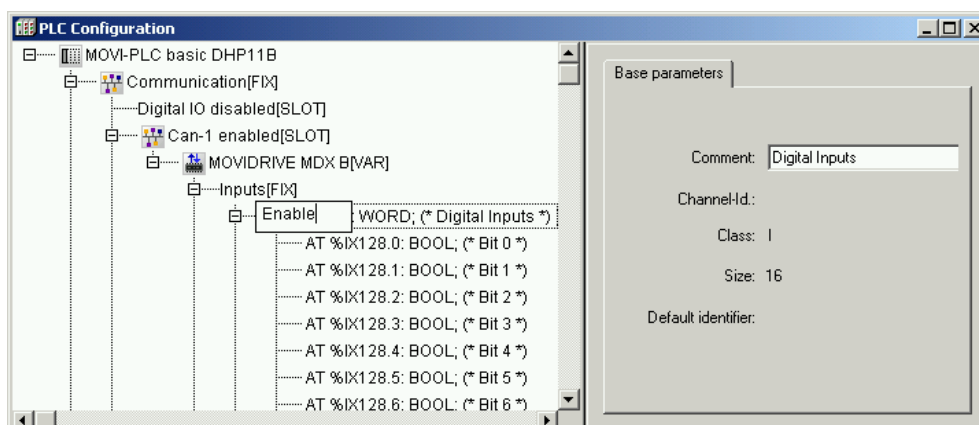 PLC Configuration
MOVI-PLC basic DHP11B
Communication[FIX]
Digital IO disabled[SLOT]
Can-1 enabled[SLOT]
MOVIDRIVE MDX B[VAR]
Inputs[FIX]
Enable : WORD; (* Digital Inputs *)
AT %IX128.0: BOOL; (* Bit 0 *)
AT %IX128.1: BOOL; (* Bit 1 *)
AT %IX128.2: BOOL; (* Bit 2 *)
AT %IX128.3: BOOL; (* Bit 3 *)
AT %IX128.4: BOOL; (* Bit 4 *)
AT %IX128.5: BOOL; (* Bit 5 *)
AT %IX128.6: BOOL; (* Bit 6 *)
Base parameters
Comment: Digital Inputs
Channel-Id.:
Class: I
Size: 16
Default identifier: